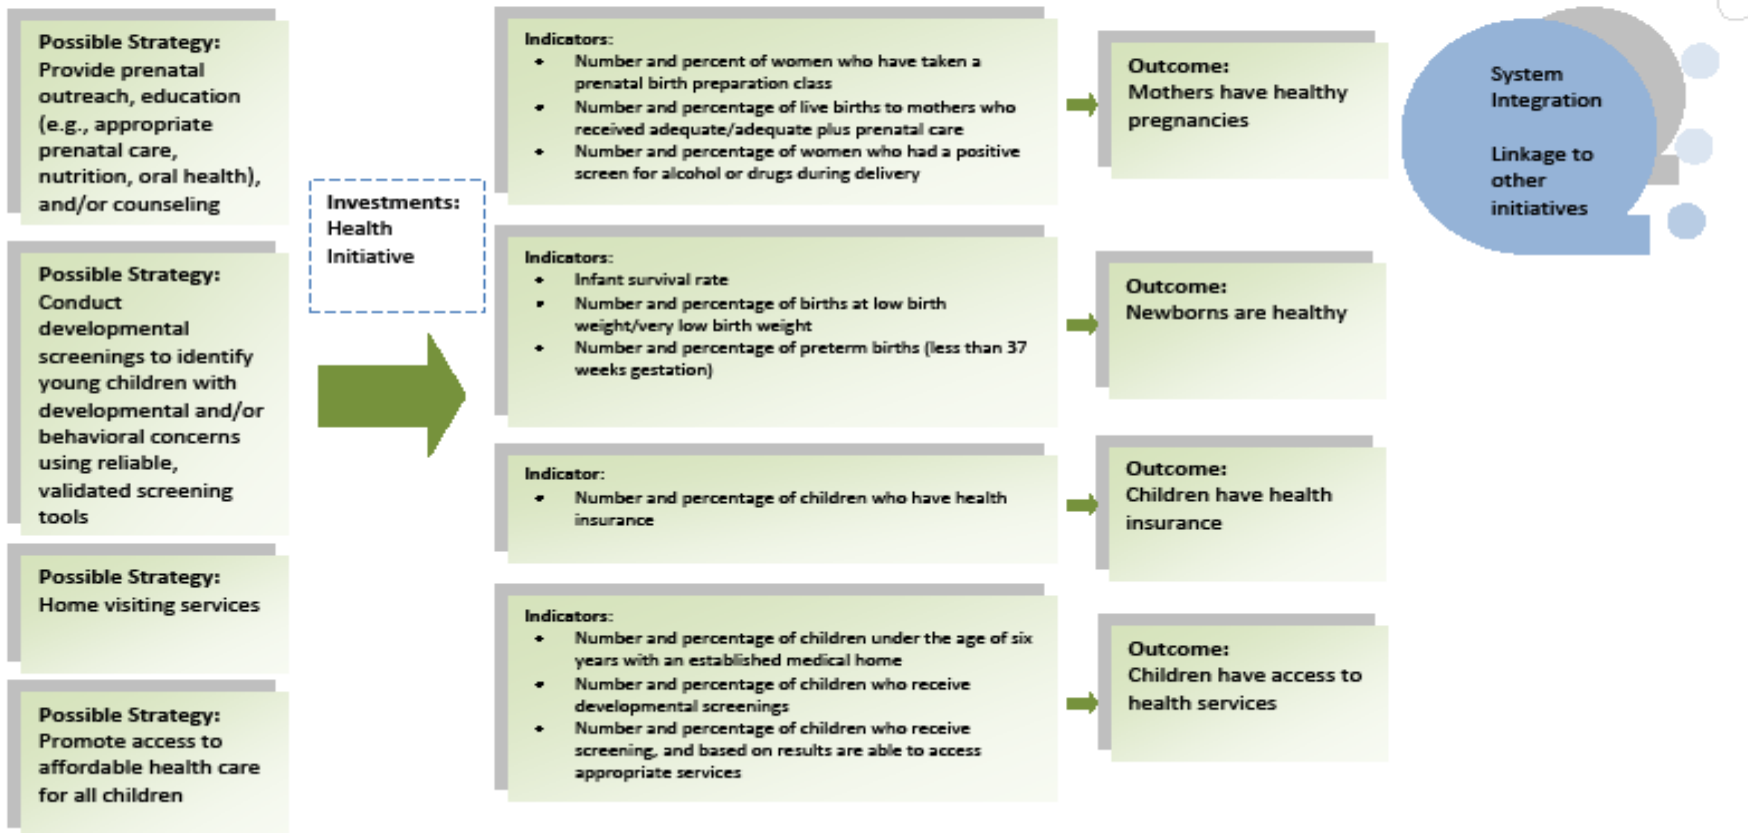 Possible Strategy:
Provide prenatal
outreach, education
(e.g., appropriate
prenatal care,
nutrition, oral health),
and/or counseling
Possible Strategy:
Conduct
developmental
screenings to identify
young children with
developmental and/or
behavioral concerns
using reliable,
validated screening
tools
Possible Strategy:
Home visiting services
Possible Strategy:
Promote access to
affordable health care
for all children
Investments:
Health
Initiative
Indicators:
• Number and percent of women who have taken a
prenatal birth preparation class
• Number and percentage of live births to mothers who
received adequate/adequate plus prenatal care
• Number and percentage of women who had a positive
screen for alcohol or drugs during delivery
Indicators:
• Infant survival rate
• Number and percentage of births at low birth
weight/very low birth weight
• Number and percentage of preterm births (less than 37
weeks gestation)
Indicator:
• Number and percentage of children who have health
insurance
Indicators:
• Number and percentage of children under the age of six
years with an established medical home
• Number and percentage of children who receive
developmental screenings
• Number and percentage of children who receive
screening, and based on results are able to access
appropriate services
Outcome:
Mothers have healthy
pregnancies
Outcome:
Newborns are healthy
Outcome:
Children have health
insurance
Outcome:
Children have access to
health services
System
Integration
Linkage to
other
initiatives